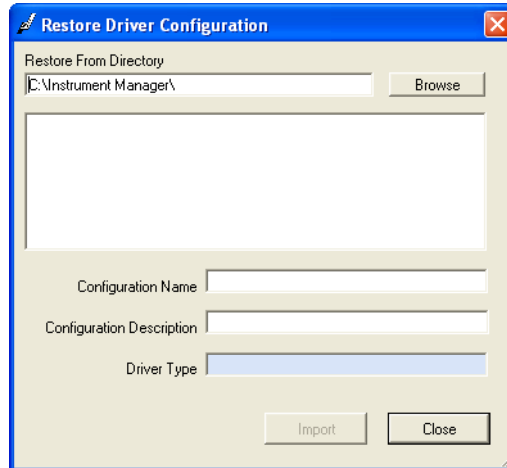 Restore Driver Configuration
Restore From Directory
C:\Instrument Manager\
Browse
Configuration Name
Configuration Description
Driver Type
Import
Close